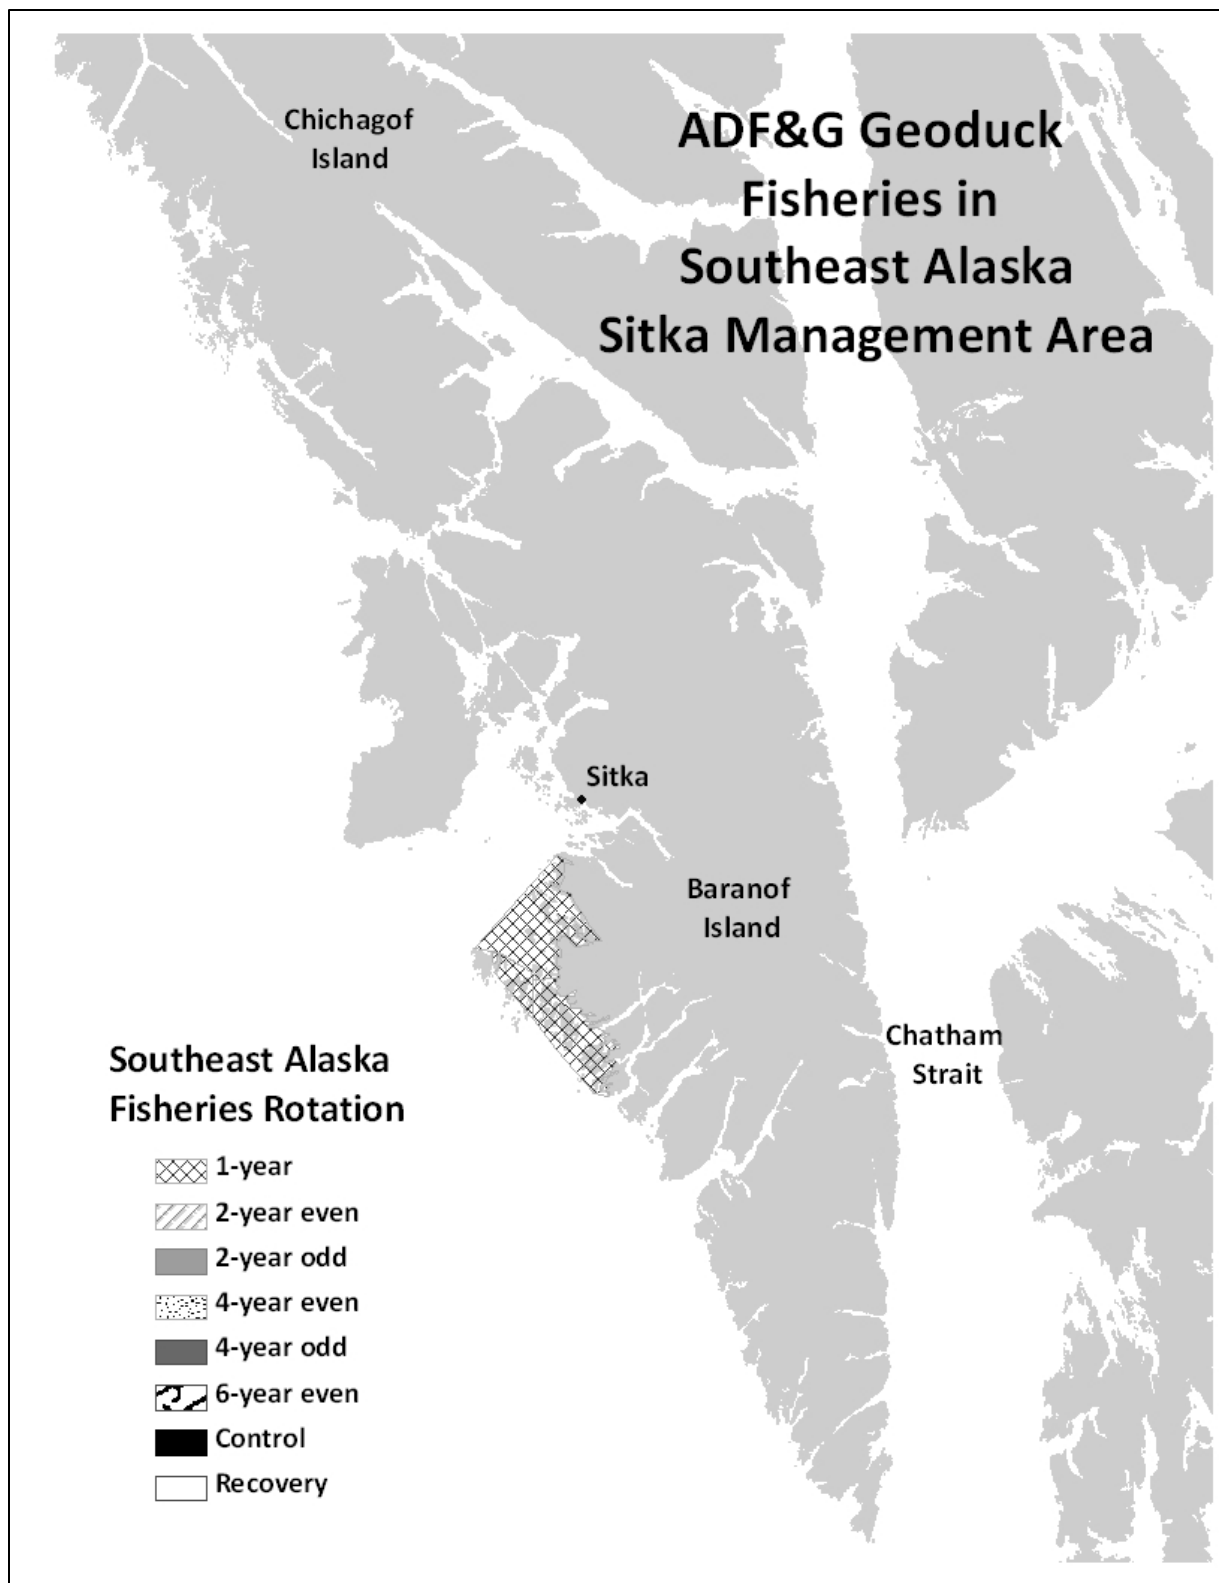 Chichagof
Island
ADF&G Geoduck
Fisheries in
Southeast Alaska
Sitka Management Area
Sitka
Baranof
Island
Chatham
Strait
Southeast Alaska
Fisheries Rotation
1-year
2-year even
2-year odd
4-year even
4-year odd
6-year even
Control
Recovery